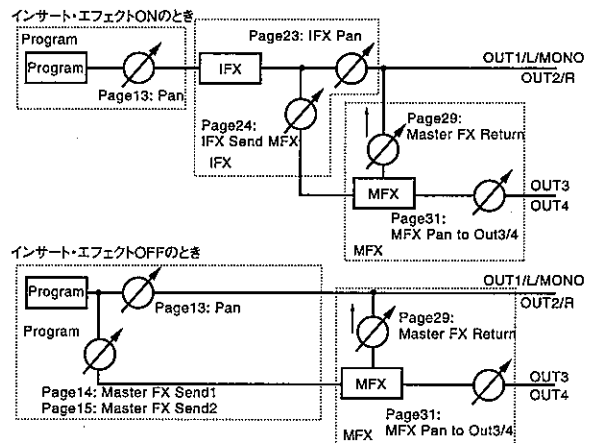 インサート・エフェクトONのとき
Program
Program
Page13: Pan
IFX
Page23: IFX Pan
Page24:
IFX Send MFX
IFX
OUT1/L/MONO
OUT2/R
Page29:
Master FX Return
MFX
OUT3
OUT4
Page31:
MFX Pan to Out3/4
MFX
インサート・エフェクトOFFのとき
Program
Page13: Pan
Program
Page14: Master FX Send1
Page15: Master FX Send2
OUT1/L/MONO
OUT2/R
Page29:
Master FX Return
MFX
OUT3
OUT4
Page31:
MFX Pan to Out3/4
MFX